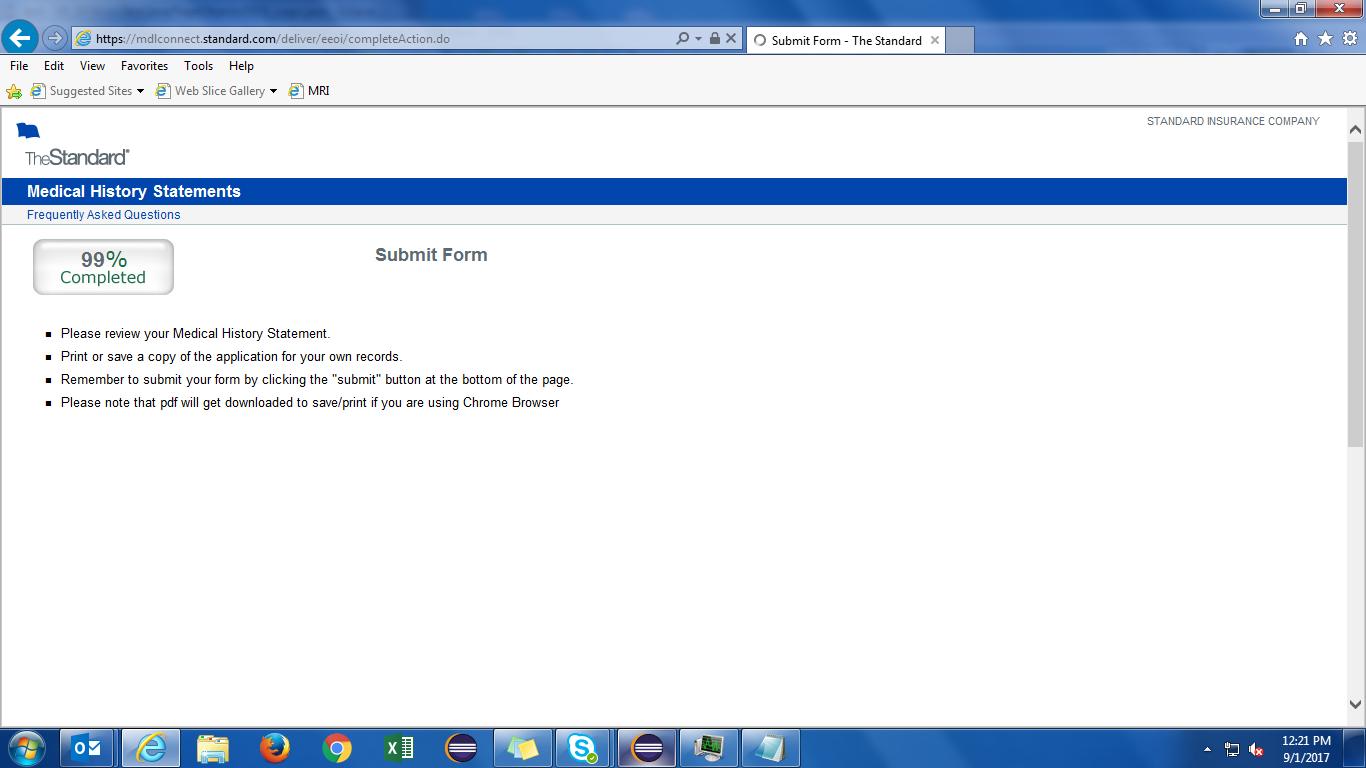 https://mdlconnect.standard.com/deliver/eeoi/completeAction.do
Submit Form - The Standard
File Edit View Favorites Tools Help
Suggested Sites Web Slice Gallery MRI
STANDARD INSURANCE COMPANY
TheStandard®
Medical History Statements
Frequently Asked Questions
99%
Completed
Submit Form
Please review your Medical History Statement.
Print or save a copy of the application for your own records.
Remember to submit your form by clicking the "submit" button at the bottom of the page.
Please note that pdf will get downloaded to save/print if you are using Chrome Browser
12:21 PM
9/1/2017